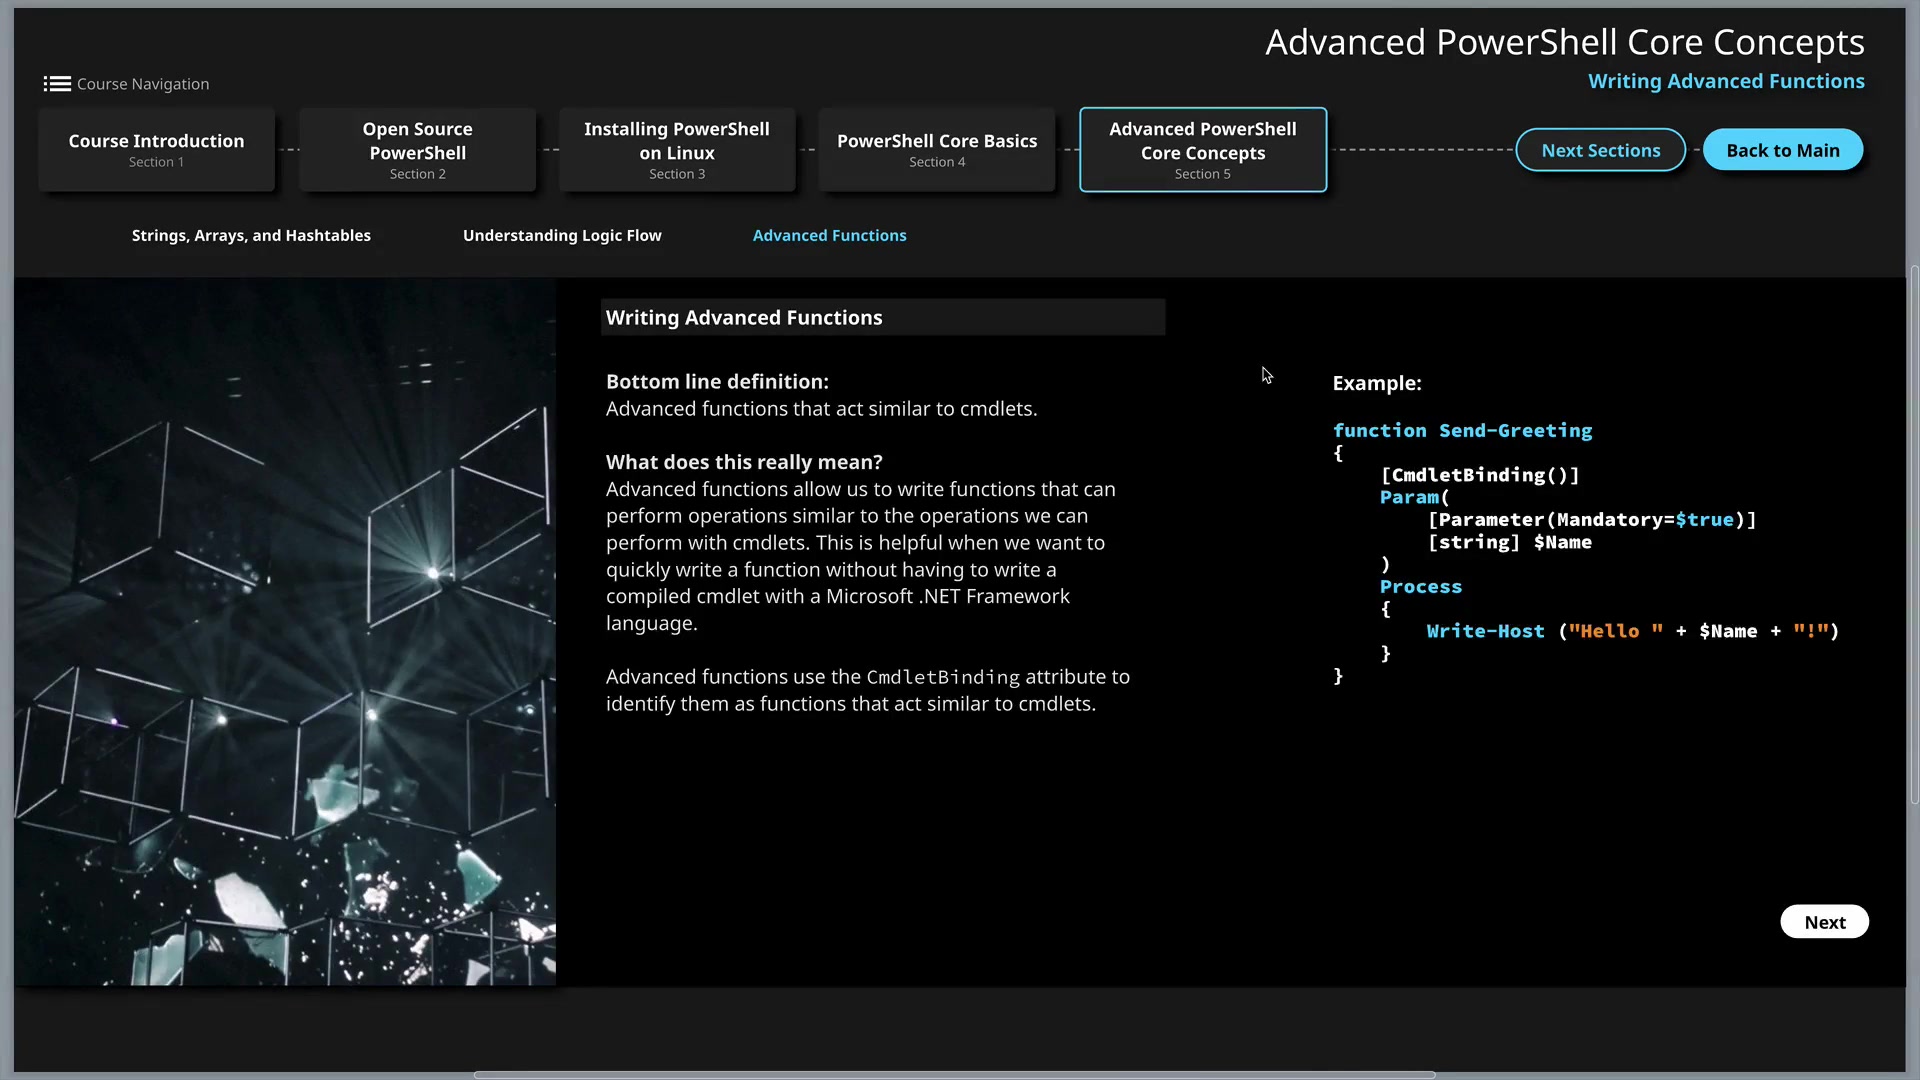 Advanced PowerShell Core Concepts
Writing Advanced Functions
Course Navigation
Course Introduction
Section 1
Open Source
PowerShell
Section 2
Installing PowerShell
on Linux
Section 3
PowerShell Core Basics
Section 4
Advanced PowerShell
Core Concepts
Section 5
Next Sections
Back to Main
Strings, Arrays, and Hashtables
Understanding Logic Flow
Advanced Functions
Writing Advanced Functions
Bottom line definition:
Advanced functions that act similar to cmdlets.
What does this really mean?
Advanced functions allow us to write functions that can
perform operations similar to the operations we can
perform with cmdlets. This is helpful when we want to
quickly write a function without having to write a
compiled cmdlet with a Microsoft .NET Framework
language.
Advanced functions use the CmdletBinding attribute to
identify them as functions that act similar to cmdlets.
Example:
function Send-Greeting
{
    [CmdletBinding()]
    Param(
        [Parameter(Mandatory=$true)]
        [string] $Name
    )
    Process
    {
        Write-Host ("Hello " + $Name + "!")
    }
}
Next